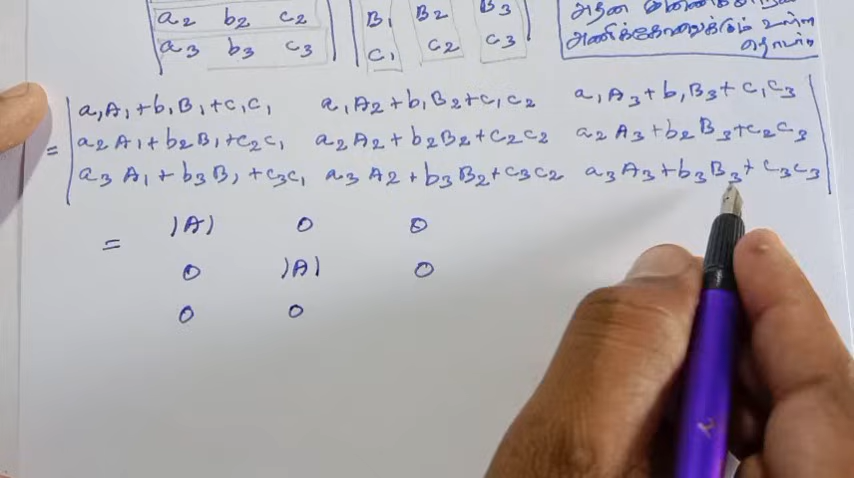 a₂ b₂ c₂ B₁ B₂ B₃
a₃ b₃ c₃ C₁ C₂ C₃
அதன்
அணிக்கோவைக்கும் உள்ள
தொடர்பு
= | a₁A₁+b₁B₁+c₁C₁ a₁A₂+b₁B₂+c₁C₂ a₁A₃+b₁B₃+c₁C₃ |
a₂A₁+b₂B₁+c₂C₁ a₂A₂+b₂B₂+c₂C₂ a₂A₃+b₂B₃+c₂C₃
a₃A₁+b₃B₁+c₃C₁ a₃A₂+b₃B₂+c₃C₂ a₃A₃+b₃B₃+c₃C₃
= |A| 0 0
0 |A| 0
0 0